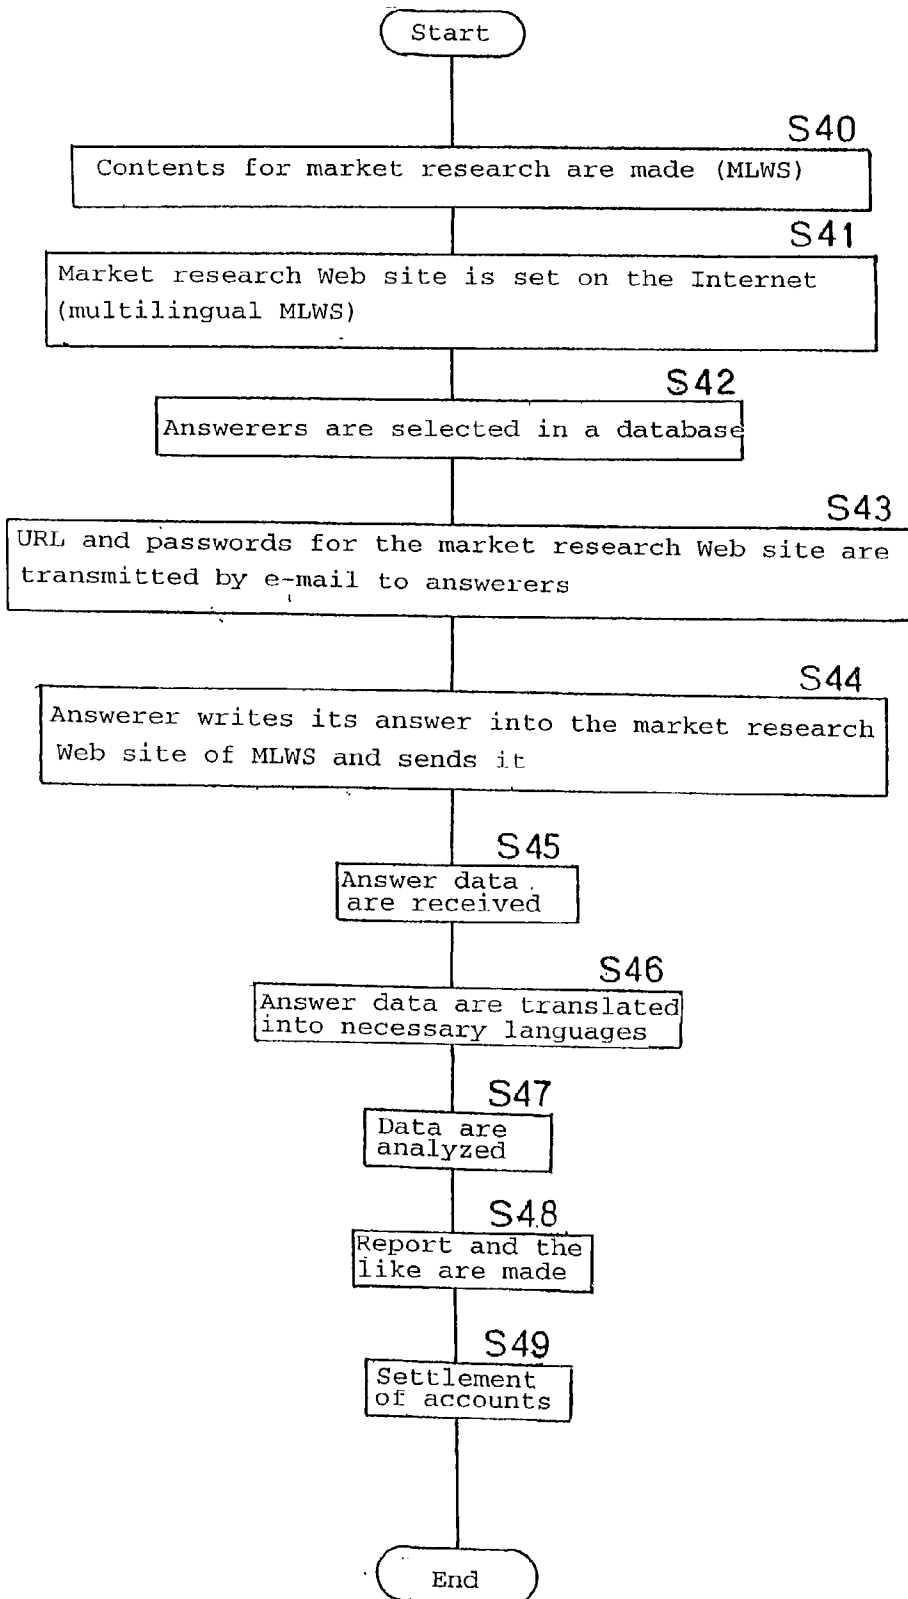 Start
S40
Contents for market research are made (MLWS)
S41
Market research Web site is set on the Internet
(multilingual MLWS)
S42
Answerers are selected in a database
S43
URL and passwords for the market research Web site are
transmitted by e-mail to answerers
S44
Answerer writes its answer into the market research
Web site of MLWS and sends it
S45
Answer data
are received
S46
Answer data are translated
into necessary languages
S47
Data are
analyzed
S48
Report and the
like are made
S49
Settlement
of accounts
End